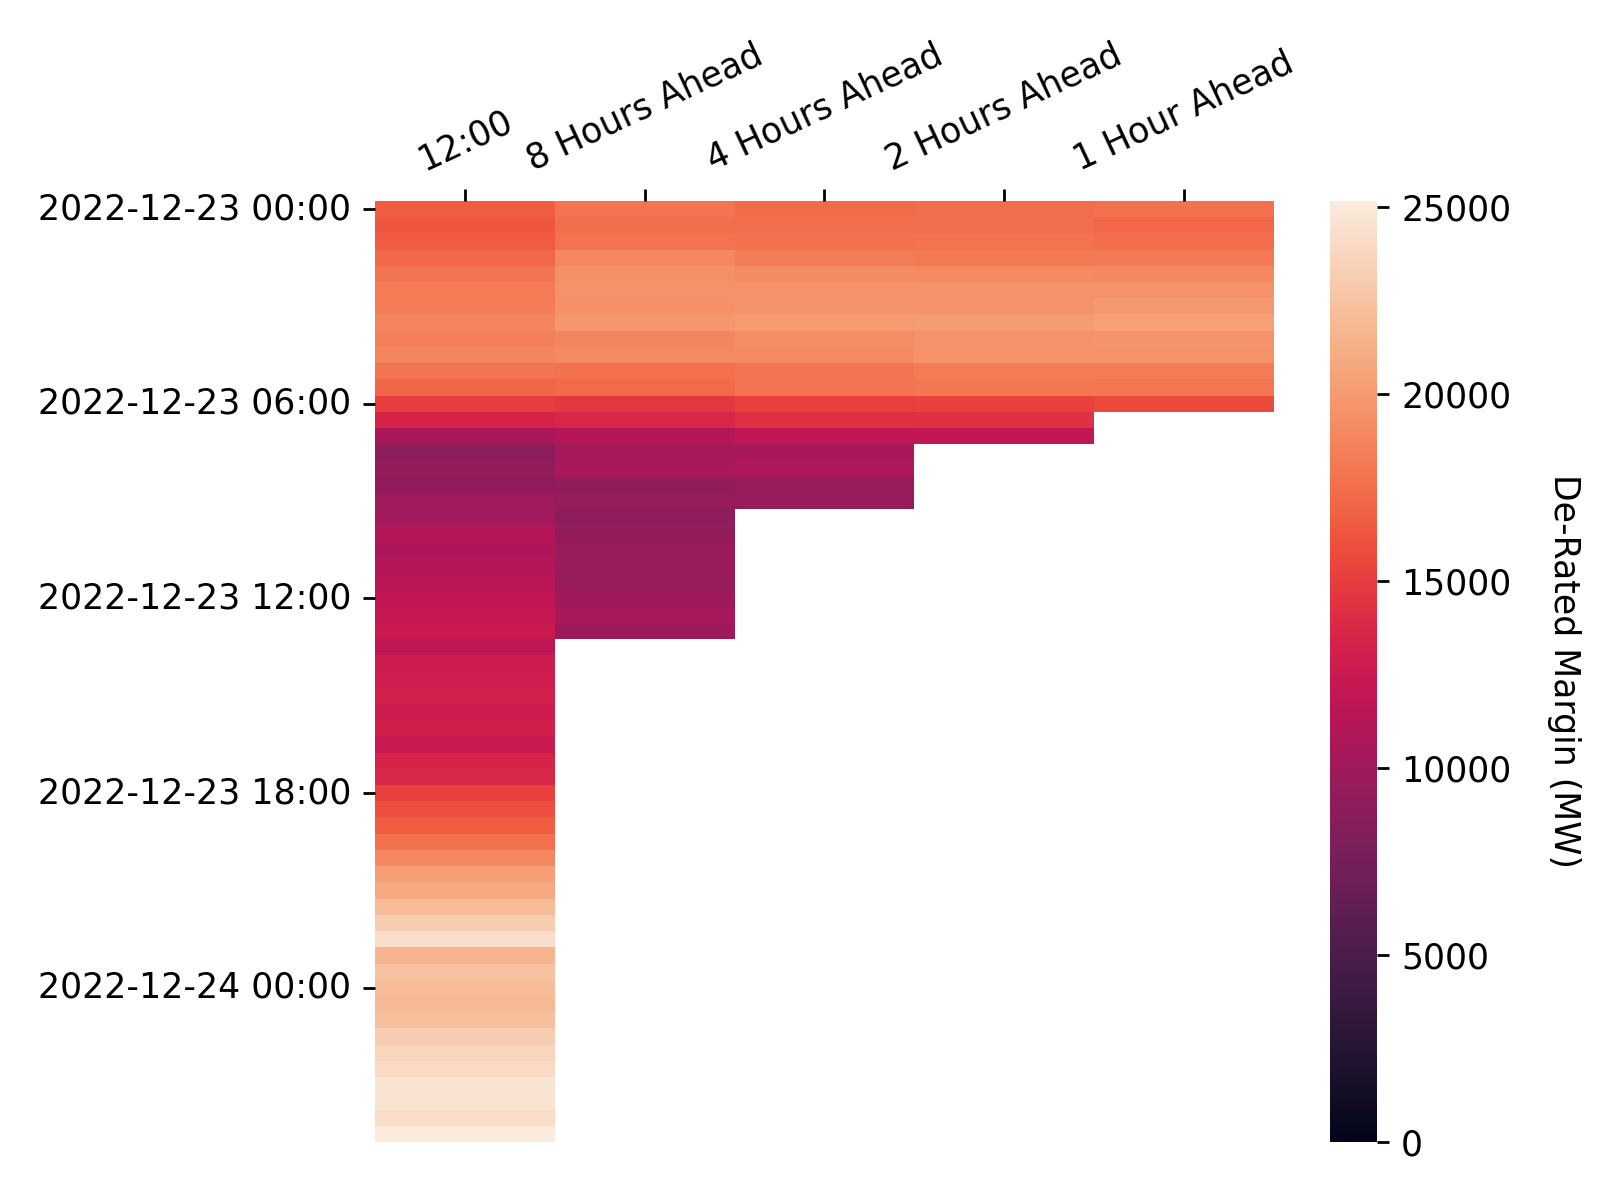 12:00
8 Hours Ahead
4 Hours Ahead
2 Hours Ahead
1 Hour Ahead
2022-12-23 00:00
2022-12-23 06:00
2022-12-23 12:00
2022-12-23 18:00
2022-12-24 00:00
25000
20000
15000
10000
5000
0
De-Rated Margin (MW)